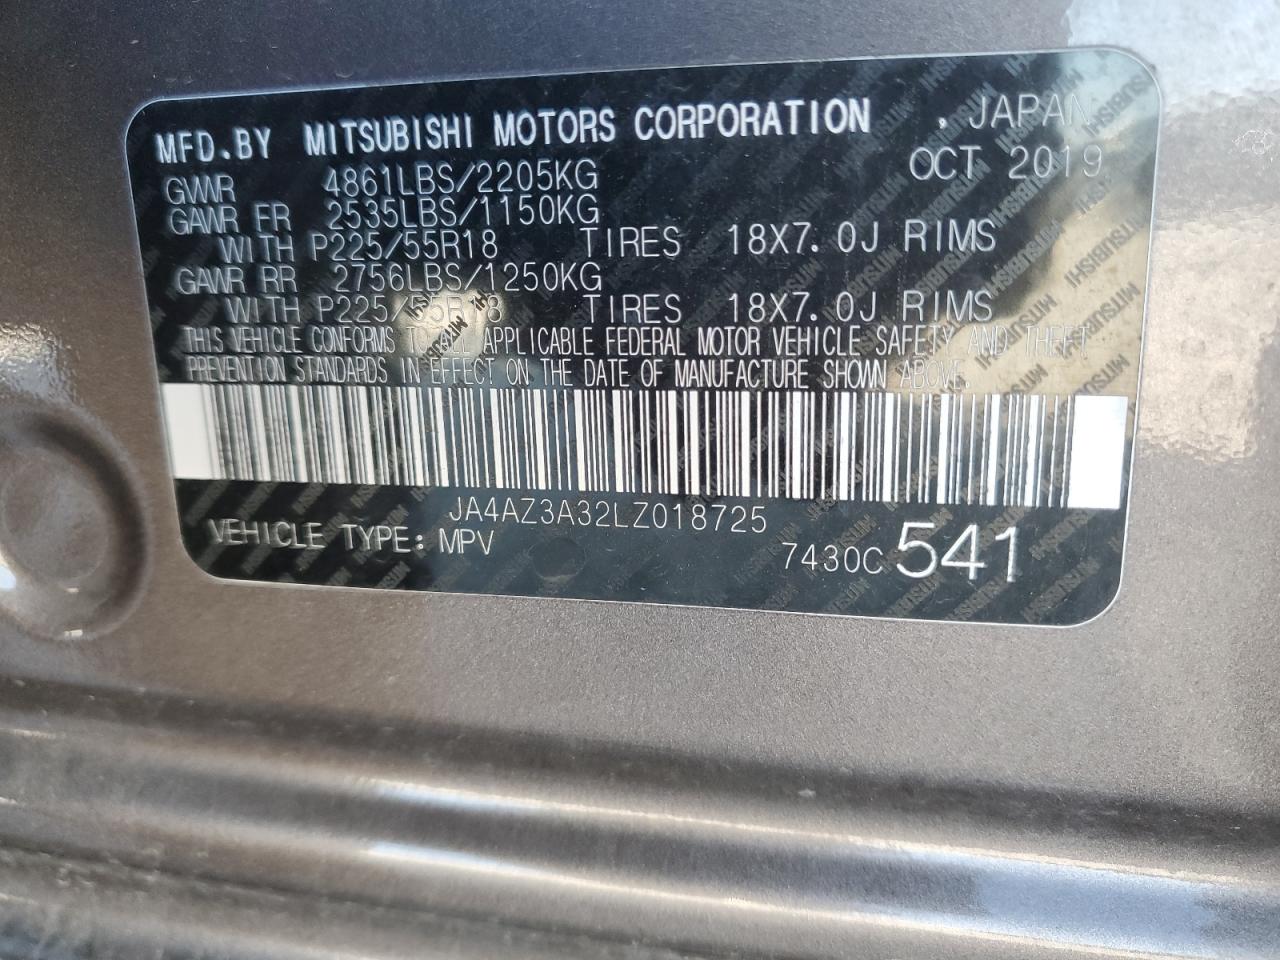 MFD.BY MITSUBISHI MOTORS CORPORATION , JAPAN
GVWR 4861LBS/2205KG OCT 2019
GAWR FR 2535LBS/1150KG
WITH P225/55R18 TIRES 18X7.0J RIMS
GAWR RR 2756LBS/1250KG
WITH P225/55R18 TIRES 18X7.0J RIMS
THIS VEHICLE CONFORMS TO ALL APPLICABLE FEDERAL MOTOR VEHICLE SAFETY AND THEFT
PREVENTION STANDARDS IN EFFECT ON THE DATE OF MANUFACTURE SHOWN ABOVE.
JA4AZ3A32LZ018725
VEHICLE TYPE: MPV 7430C 541